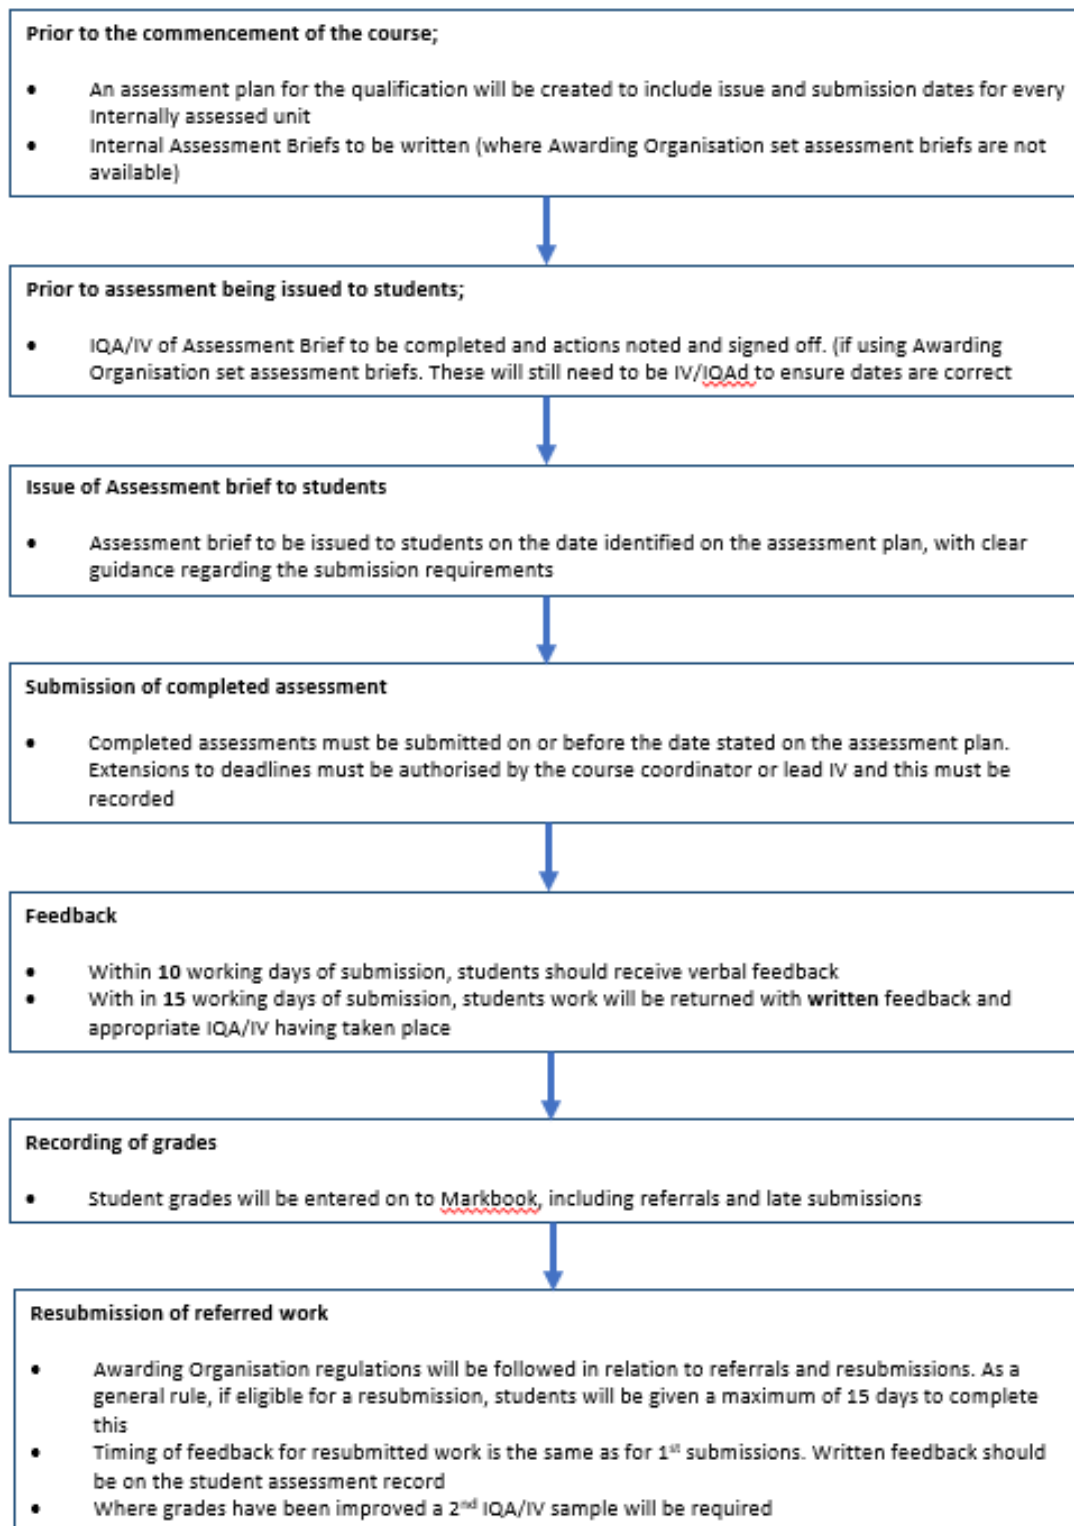 Prior to the commencement of the course;
• An assessment plan for the qualification will be created to include issue and submission dates for every
Internally assessed unit
• Internal Assessment Briefs to be written (where Awarding Organisation set assessment briefs are not
available)
Prior to assessment being issued to students;
• IQA/IV of Assessment Brief to be completed and actions noted and signed off. (if using Awarding
Organisation set assessment briefs. These will still need to be IV/IQAd to ensure dates are correct
Issue of Assessment brief to students
• Assessment brief to be issued to students on the date identified on the assessment plan, with clear
guidance regarding the submission requirements
Submission of completed assessment
• Completed assessments must be submitted on or before the date stated on the assessment plan.
Extensions to deadlines must be authorised by the course coordinator or lead IV and this must be
recorded
Feedback
• Within 10 working days of submission, students should receive verbal feedback
• With in 15 working days of submission, students work will be returned with written feedback and
appropriate IQA/IV having taken place
Recording of grades
• Student grades will be entered on to Markbook, including referrals and late submissions
Resubmission of referred work
• Awarding Organisation regulations will be followed in relation to referrals and resubmissions. As a
general rule, if eligible for a resubmission, students will be given a maximum of 15 days to complete
this
• Timing of feedback for resubmitted work is the same as for 1st submissions. Written feedback should
be on the student assessment record
• Where grades have been improved a 2nd IQA/IV sample will be required